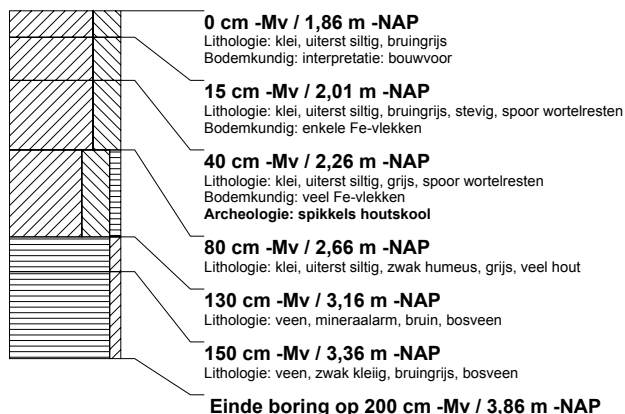 0 cm -Mv / 1,86 m -NAP
Lithologie: klei, uiterst siltig, bruingrijs
Bodemkundig: interpretatie: bouwvoor
15 cm -Mv / 2,01 m -NAP
Lithologie: klei, uiterst siltig, bruingrijs, stevig, spoor wortelresten
Bodemkundig: enkele Fe-vlekken
40 cm -Mv / 2,26 m -NAP
Lithologie: klei, uiterst siltig, grijs, spoor wortelresten
Bodemkundig: veel Fe-vlekken
Archeologie: spikkels houtskool
80 cm -Mv / 2,66 m -NAP
Lithologie: klei, uiterst siltig, zwak humeus, grijs, veel hout
130 cm -Mv / 3,16 m -NAP
Lithologie: veen, mineraalarm, bruin, bosveen
150 cm -Mv / 3,36 m -NAP
Lithologie: veen, zwak kleiig, bruingrijs, bosveen
Einde boring op 200 cm -Mv / 3,86 m -NAP